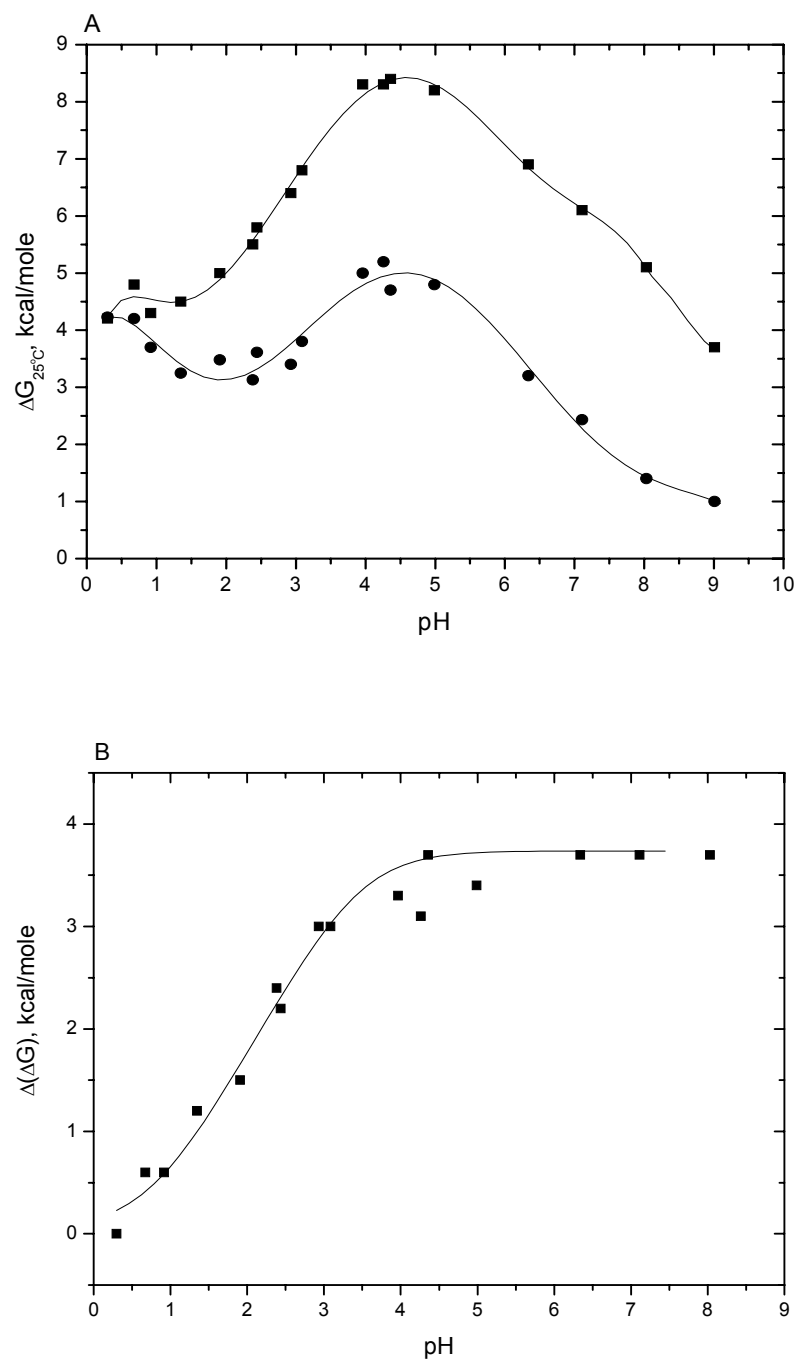 A
9
8
7
6
5
4
3
2
1
0
ΔG25°C, kcal/mole
0 1 2 3 4 5 6 7 8 9 10
pH
B
4
3
2
1
0
Δ(ΔG), kcal/mole
0 1 2 3 4 5 6 7 8 9
pH